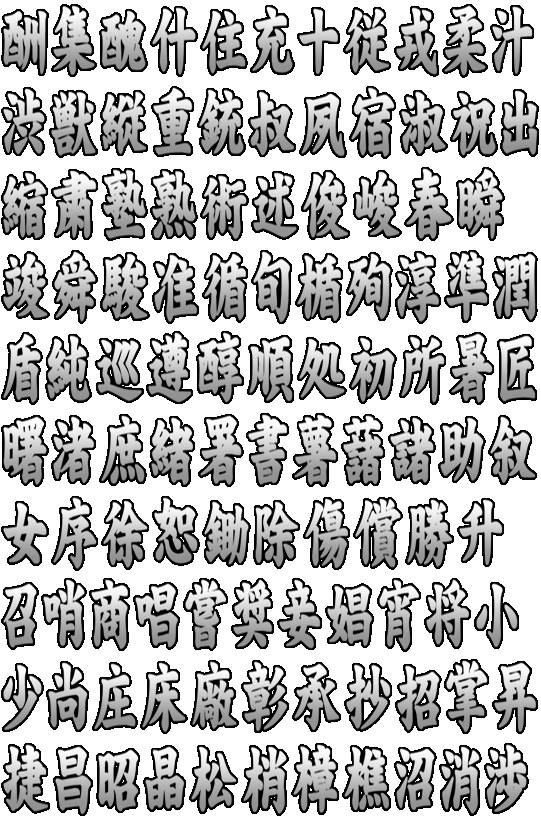 酬集醜什住充十従戎柔汁
渋獣縦重銃叔夙宿淑祝出
縮粛塾熟術述俊峻春瞬
竣舜駿准循旬楯殉淳準潤
盾純巡遵醇順処初所暑匠
曙渚庶緒署書薯藷諸助叙
女序徐恕鋤除傷償勝升
召哨商唱嘗奨妾娼宵将小
少尚庄床廠彰承抄招掌昇
捷昌昭晶松梢樟樵沼消渉